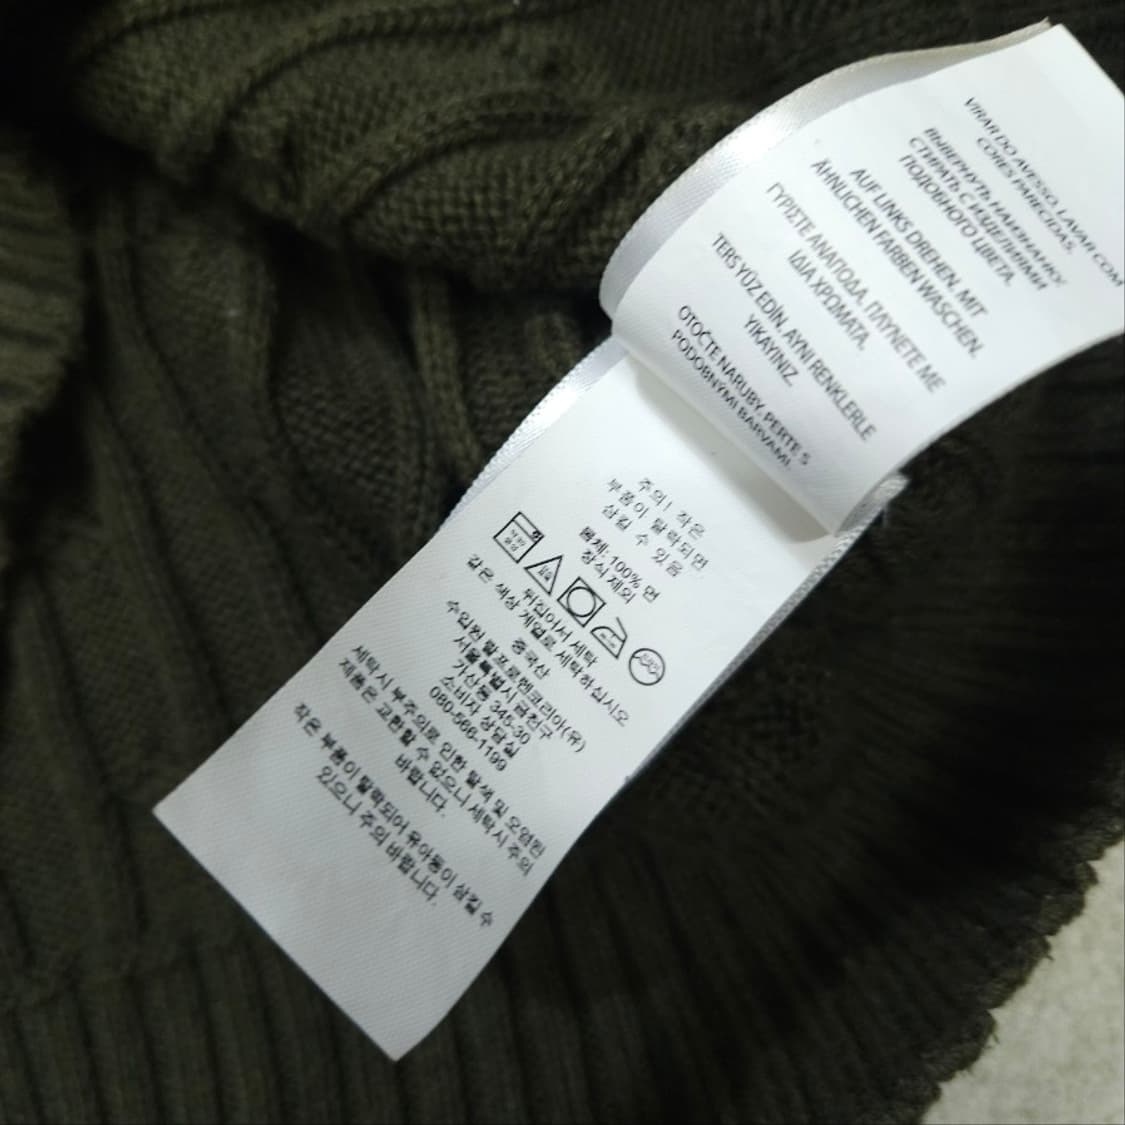 VIRAR DO AVESSO. LAVAR COM
CORES PARECIDAS.
ВЫВЕРНУТЬ НАИЗНАНКУ.
СТИРАТЬ С ИЗДЕЛИЯМИ
ПОДОБНОГО ЦВЕТА.
AUF LINKS DREHEN. MIT
ÄHNLICHEN FARBEN WASCHEN.
ΓΥΡΙΣΤΕ ΑΝΑΠΟΔΑ. ΠΛΥΝΕΤΕ ΜΕ
ΙΔΙΑ ΧΡΩΜΑΤΑ.
TERS YÜZ EDİN. AYNI RENKLERLE
YIKAYINIZ.
OTOČTE NARUBY. PERTE S
PODOBNÝMI BARVAMI.
주의! 작은
부품이 탈락되면
삼킬 수 있음
몸체: 100% 면
장식 제외
뒤집어서 세탁
같은 색상 계열로 세탁하십시오
중국산
수입원 랄프로렌코리아(유)
서울특별시 금천구
가산동 345-30
소비자 상담실
080-566-1199
세탁시 부주의로 인한 탈색 및 오염된
제품은 교환할 수 없으니 세탁시 주의
바랍니다.
작은 부품이 탈락되어 유아동이 삼킬 수
있으니 주의 바랍니다.